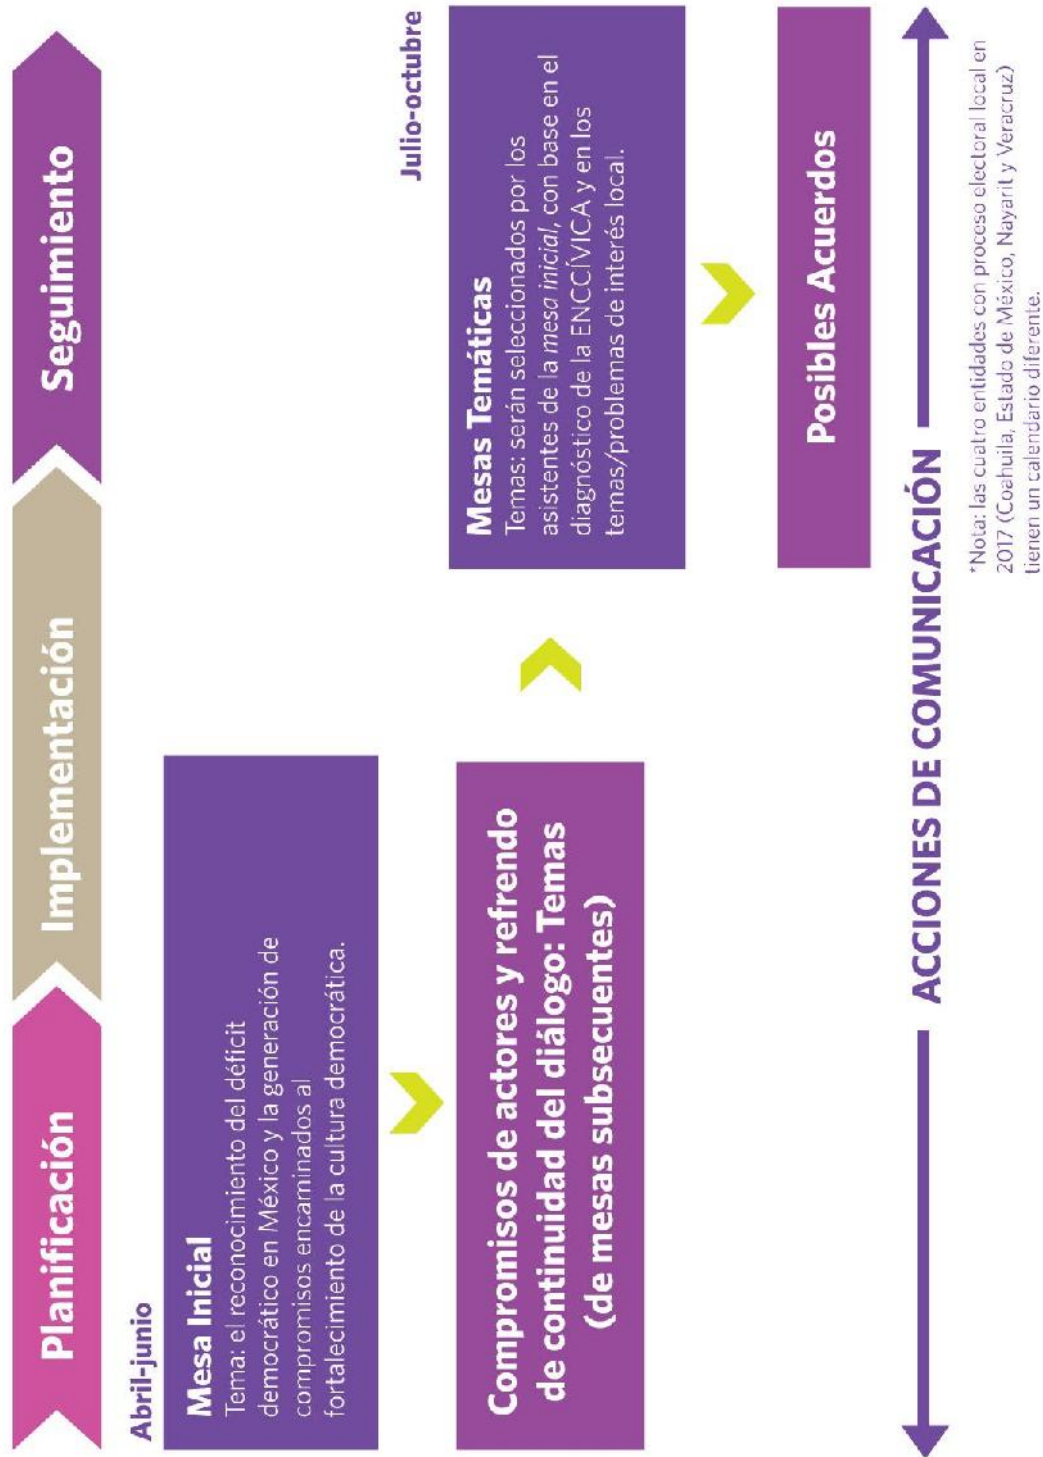 Planificación
Implementación
Seguimiento
Abril-junio
Mesa Inicial
Tema: el reconocimiento del déficit
democrático en México y la generación de
compromisos encaminados al
fortalecimiento de la cultura democrática.
Compromisos de actores y refrendo
de continuidad del diálogo: Temas
(de mesas subsecuentes)
Julio-octubre
Mesas Temáticas
Temas: serán seleccionados por los
asistentes de la mesa inicial, con base en el
diagnóstico de la ENCCÍVICA y en los
temas/problemas de interés local.
Posibles Acuerdos
ACCIONES DE COMUNICACIÓN
*Nota: las cuatro entidades con proceso electoral local en
2017 (Coahuila, Estado de México, Nayarit y Veracruz)
tienen un calendario diferente.